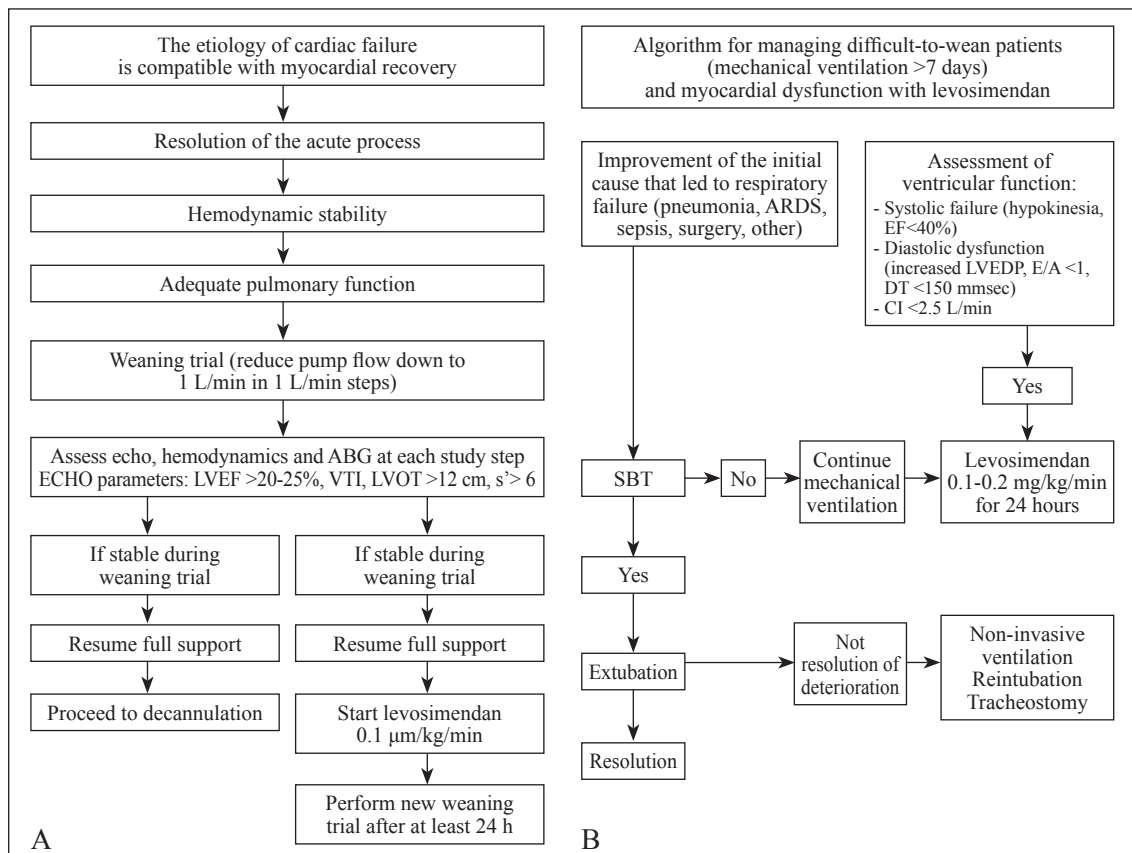 The etiology of cardiac failure
is compatible with myocardial recovery
Resolution of the acute process
Hemodynamic stability
Adequate pulmonary function
Weaning trial (reduce pump flow down to
1 L/min in 1 L/min steps)
Assess echo, hemodynamics and ABG at each study step
ECHO parameters: LVEF >20-25%, VTI, LVOT >12 cm, s´> 6
If stable during
weaning trial
Resume full support
Proceed to decannulation
If stable during
weaning trial
Resume full support
Start levosimendan
0.1 μm/kg/min
Perform new weaning
trial after at least 24 h
A
Algorithm for managing difficult-to-wean patients
(mechanical ventilation >7 days)
and myocardial dysfunction with levosimendan
Improvement of the initial
cause that led to respiratory
failure (pneumonia, ARDS,
sepsis, surgery, other)
Assessment of
ventricular function:
- Systolic failure (hypokinesia,
EF<40%)
- Diastolic dysfunction
(increased LVEDP, E/A <1,
DT <150 mmsec)
- CI <2.5 L/min
Yes
SBT
No
Continue
mechanical
ventilation
Levosimendan
0.1-0.2 mg/kg/min
for 24 hours
Yes
Extubation
Not
resolution of
deterioration
Non-invasive
ventilation
Reintubation
Tracheostomy
Resolution
B